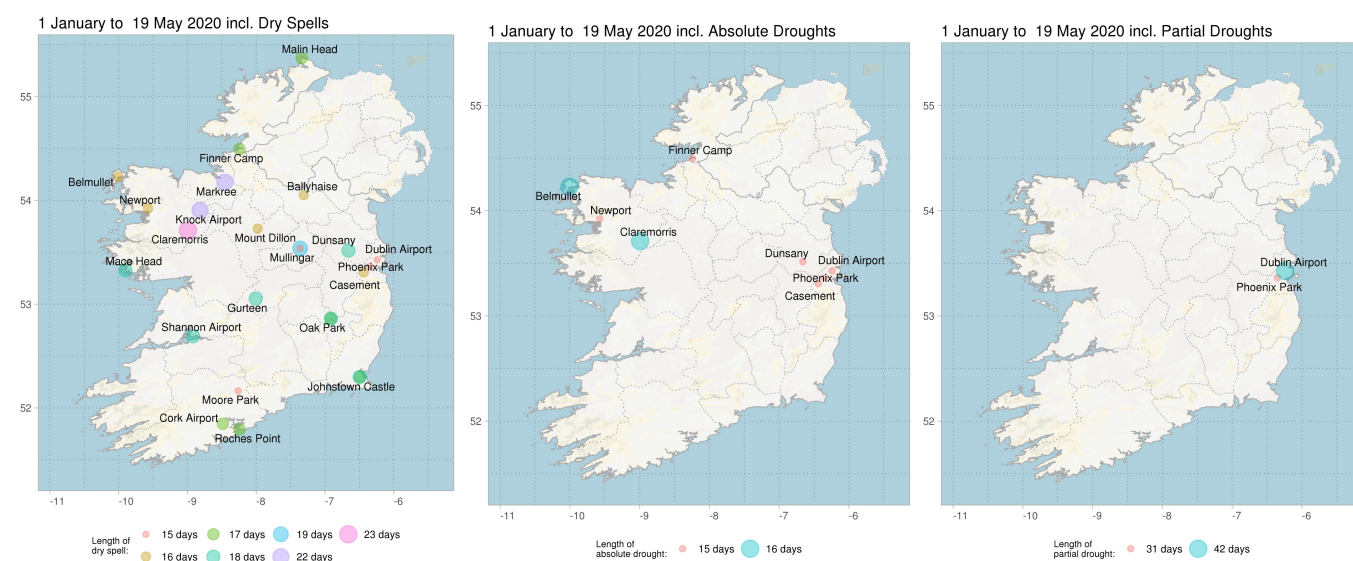 1 January to 19 May 2020 incl. Dry Spells
Malin Head
55
Finner Camp
Belmullet
Markree
Ballyhaise
54
Newport
Knock Airport
Claremorris
Mount Dillon
Dunsany
Dublin Airport
Mullingar
Mace Head
Phoenix Park
Casement
53
Gurteen
Shannon Airport
Oak Park
Johnstown Castle
Moore Park
52
Cork Airport
Roches Point
-11 -10 -9 -8 -7 -6
Length of
dry spell:
15 days 17 days 19 days 23 days
16 days 18 days 22 days
1 January to 19 May 2020 incl. Absolute Droughts
55
Finner Camp
Belmullet
54
Newport
Claremorris
Dunsany
Dublin Airport
Phoenix Park
Casement
53
52
-11 -10 -9 -8 -7 -6
Length of
absolute drought:
15 days 16 days
1 January to 19 May 2020 incl. Partial Droughts
55
54
Dublin Airport
Phoenix Park
53
52
-11 -10 -9 -8 -7 -6
Length of
partial drought:
31 days 42 days